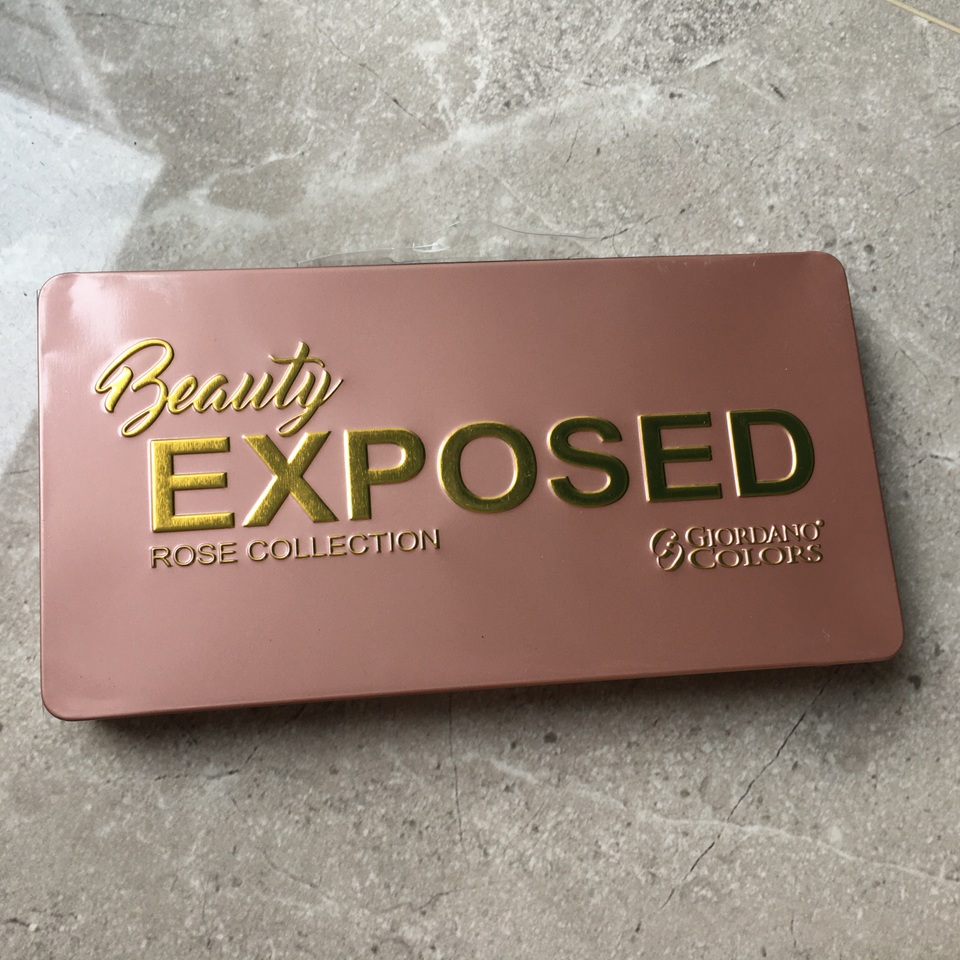 Beauty
EXPOSED
ROSE COLLECTION
GIORDANO
COLORS